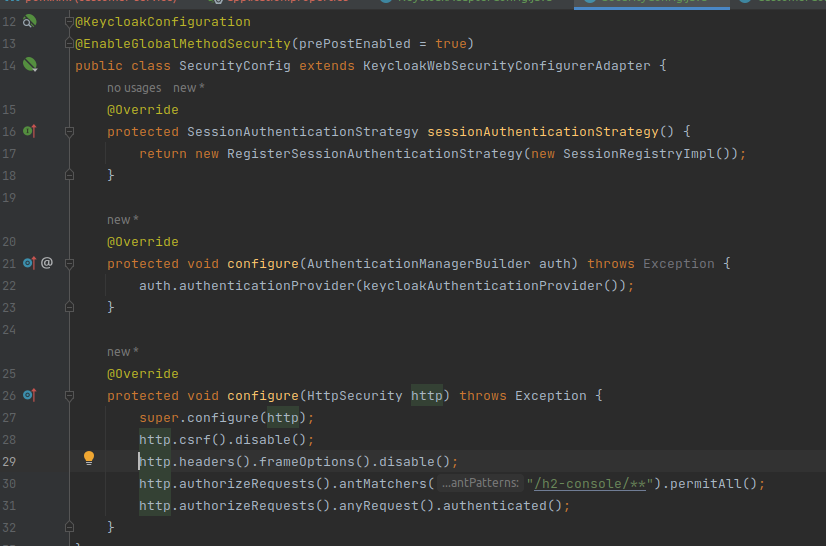 12 @KeycloakConfiguration
13 @EnableGlobalMethodSecurity(prePostEnabled = true)
14 public class SecurityConfig extends KeycloakWebSecurityConfigurerAdapter {
no usages new *
15 @Override
16 protected SessionAuthenticationStrategy sessionAuthenticationStrategy() {
17 return new RegisterSessionAuthenticationStrategy(new SessionRegistryImpl());
18 }
19
new *
20 @Override
21 @ protected void configure(AuthenticationManagerBuilder auth) throws Exception {
22 auth.authenticationProvider(keycloakAuthenticationProvider());
23 }
24
new *
25 @Override
26 protected void configure(HttpSecurity http) throws Exception {
27 super.configure(http);
28 http.csrf().disable();
29 http.headers().frameOptions().disable();
30 http.authorizeRequests().antMatchers( ...antPatterns: "/h2-console/**").permitAll();
31 http.authorizeRequests().anyRequest().authenticated();
32 }